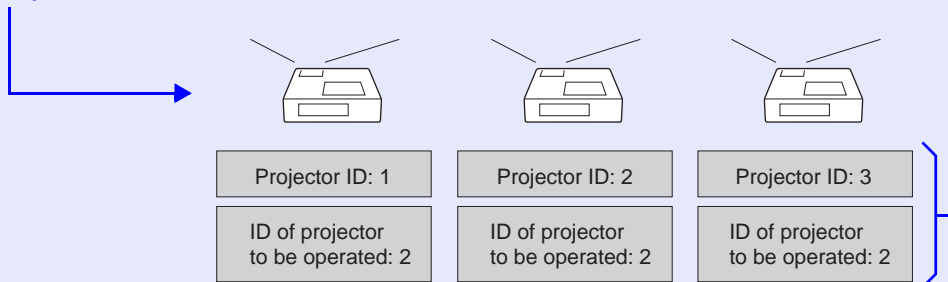 Projector ID: 1
Projector ID: 2
Projector ID: 3
ID of projector
to be operated: 2
ID of projector
to be operated: 2
ID of projector
to be operated: 2